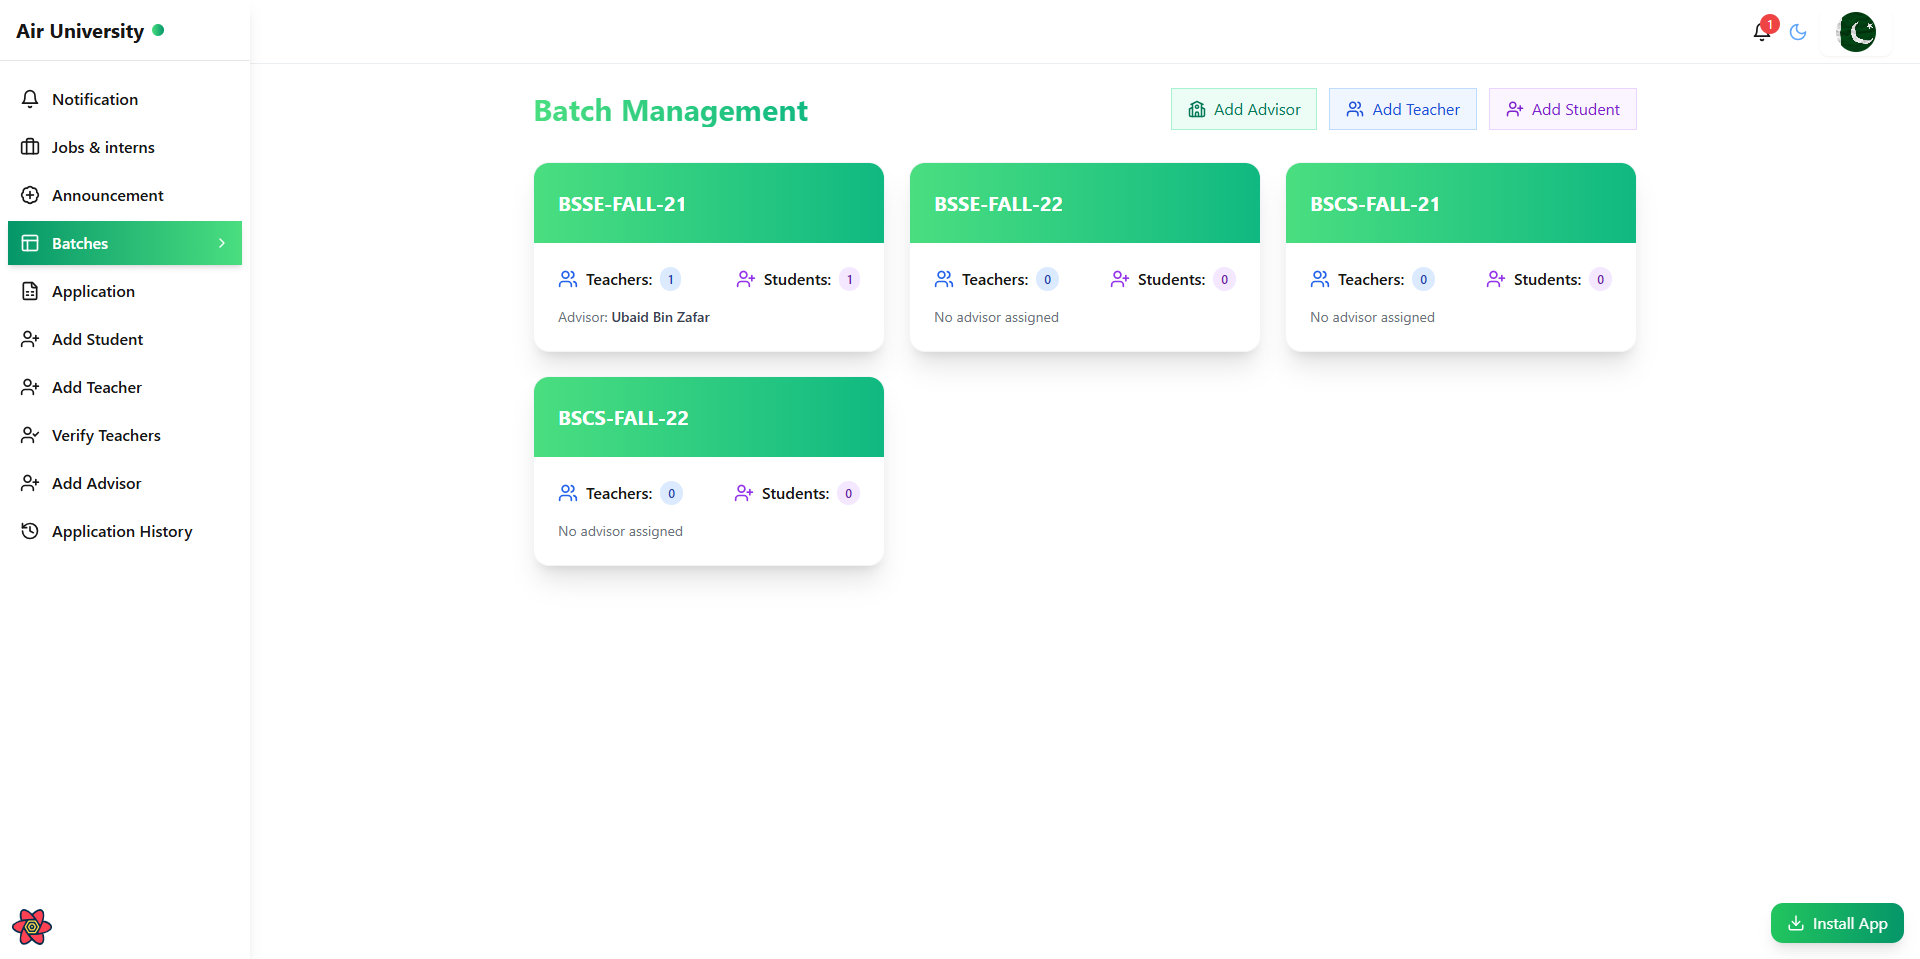 Air University
1
Notification
Jobs & interns
Announcement
Batches
Application
Add Student
Add Teacher
Verify Teachers
Add Advisor
Application History
Batch Management
Add Advisor
Add Teacher
Add Student
BSSE-FALL-21
Teachers: 1 Students: 1
Advisor: Ubaid Bin Zafar
BSSE-FALL-22
Teachers: 0 Students: 0
No advisor assigned
BSCS-FALL-21
Teachers: 0 Students: 0
No advisor assigned
BSCS-FALL-22
Teachers: 0 Students: 0
No advisor assigned
Install App